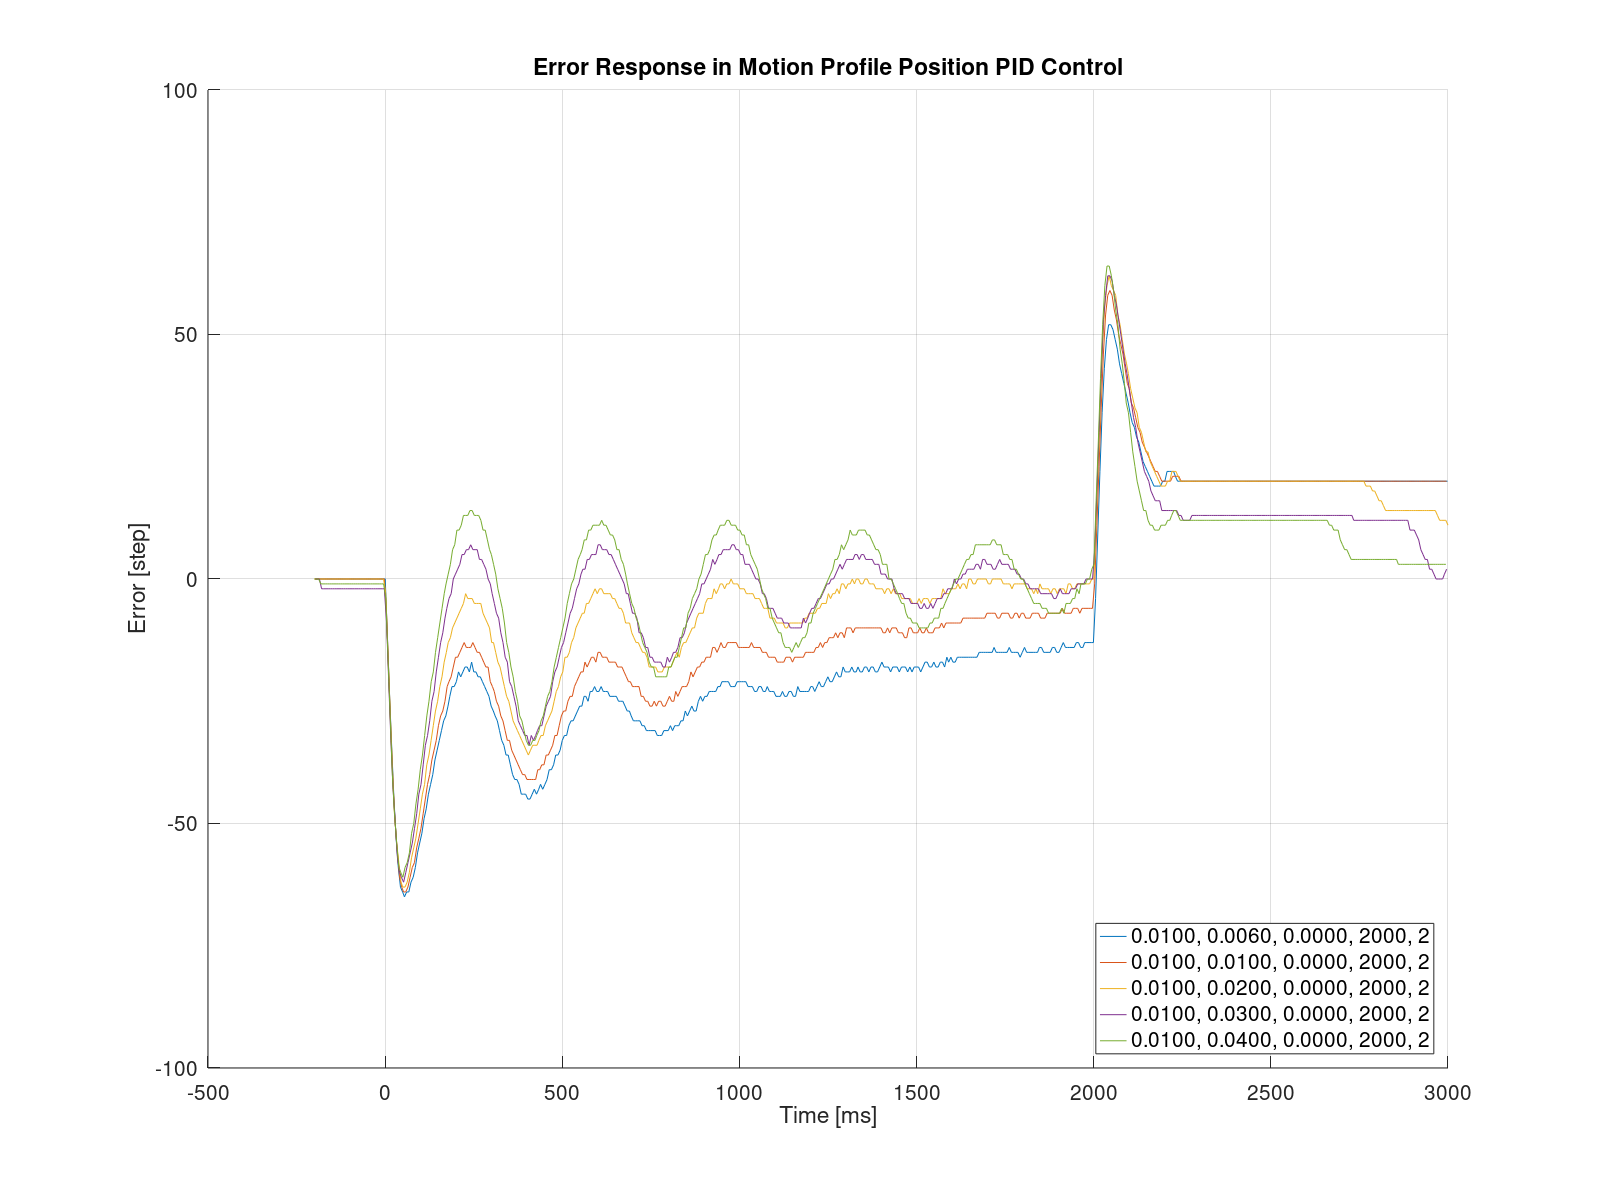 Error Response in Motion Profile Position PID Control
100
50
0
-50
-100
Error [step]
-500
0
500
1000
1500
2000
2500
3000
Time [ms]
0.0100, 0.0060, 0.0000, 2000, 2
0.0100, 0.0100, 0.0000, 2000, 2
0.0100, 0.0200, 0.0000, 2000, 2
0.0100, 0.0300, 0.0000, 2000, 2
0.0100, 0.0400, 0.0000, 2000, 2